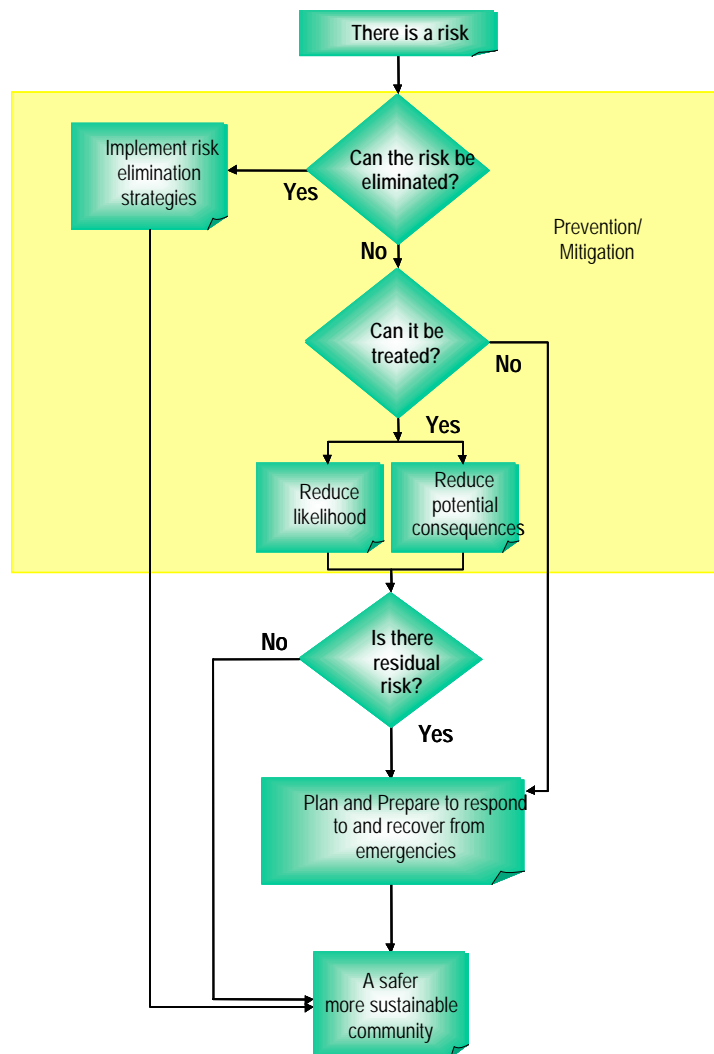 There is a risk
Can the risk be
eliminated?
Yes
Implement risk
elimination
strategies
No
Prevention/
Mitigation
Can it be
treated?
No
Yes
Reduce
likelihood
Reduce
potential
consequences
Is there
residual
risk?
No
Yes
Plan and Prepare to respond
to and recover from
emergencies
A safer
more sustainable
community